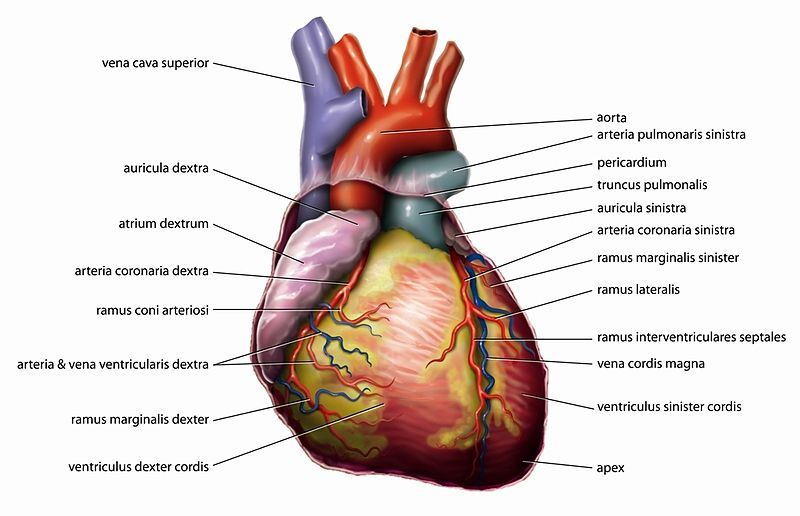 vena cava superior
auricula dextra
atrium dextrum
arteria coronaria dextra
ramus coni arteriosi
arteria & vena ventricularis dextra
ramus marginalis dexter
ventriculus dexter cordis
aorta
arteria pulmonaris sinistra
pericardium
truncus pulmonalis
auricula sinistra
arteria coronaria sinistra
ramus marginalis sinister
ramus lateralis
ramus interventriculares septales
vena cordis magna
ventriculus sinister cordis
apex